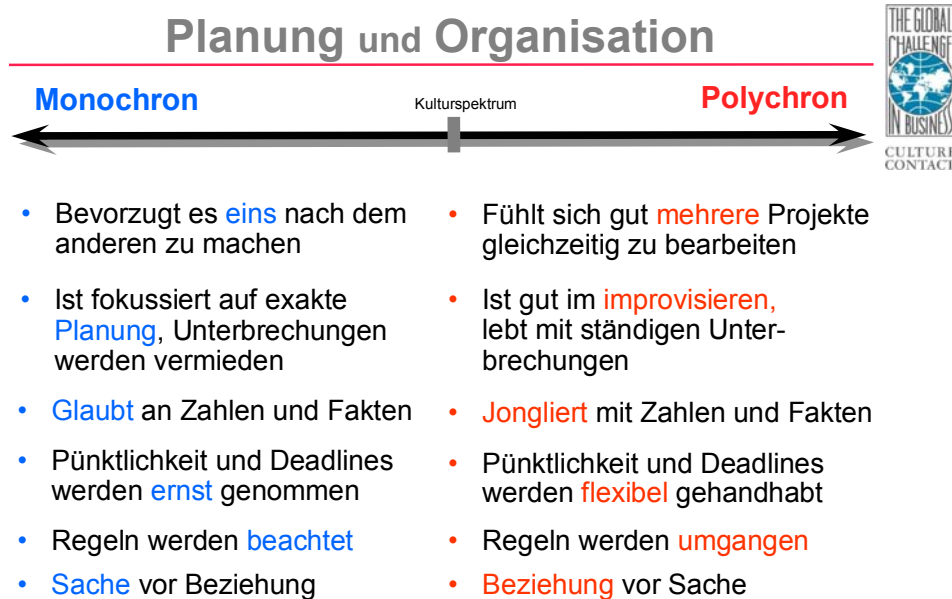 Planung und Organisation
THE GLOBAL
CHALLENGE
IN BUSINESS
CULTURE
CONTACT
Monochron
Kulturspektrum
Polychron
• Bevorzugt es eins nach dem
anderen zu machen
• Ist fokussiert auf exakte
Planung, Unterbrechungen
werden vermieden
• Glaubt an Zahlen und Fakten
• Pünktlichkeit und Deadlines
werden ernst genommen
• Regeln werden beachtet
• Sache vor Beziehung
• Fühlt sich gut mehrere Projekte
gleichzeitig zu bearbeiten
• Ist gut im improvisieren,
lebt mit ständigen Unter-
brechungen
• Jongliert mit Zahlen und Fakten
• Pünktlichkeit und Deadlines
werden flexibel gehandhabt
• Regeln werden umgangen
• Beziehung vor Sache